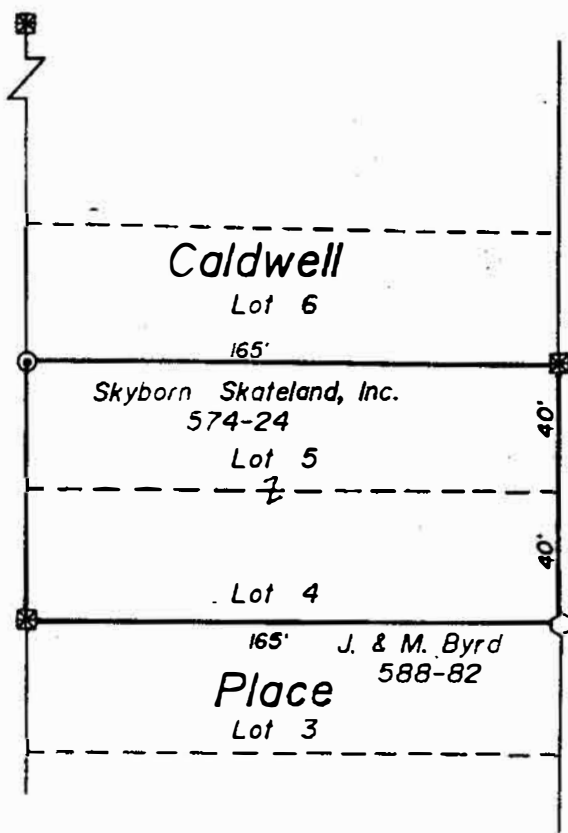 Caldwell
Lot 6
165'
Skyborn Skateland, Inc.
574-24
40'
Lot 5
40'
Lot 4
165' J. & M. Byrd
588-82
Place
Lot 3